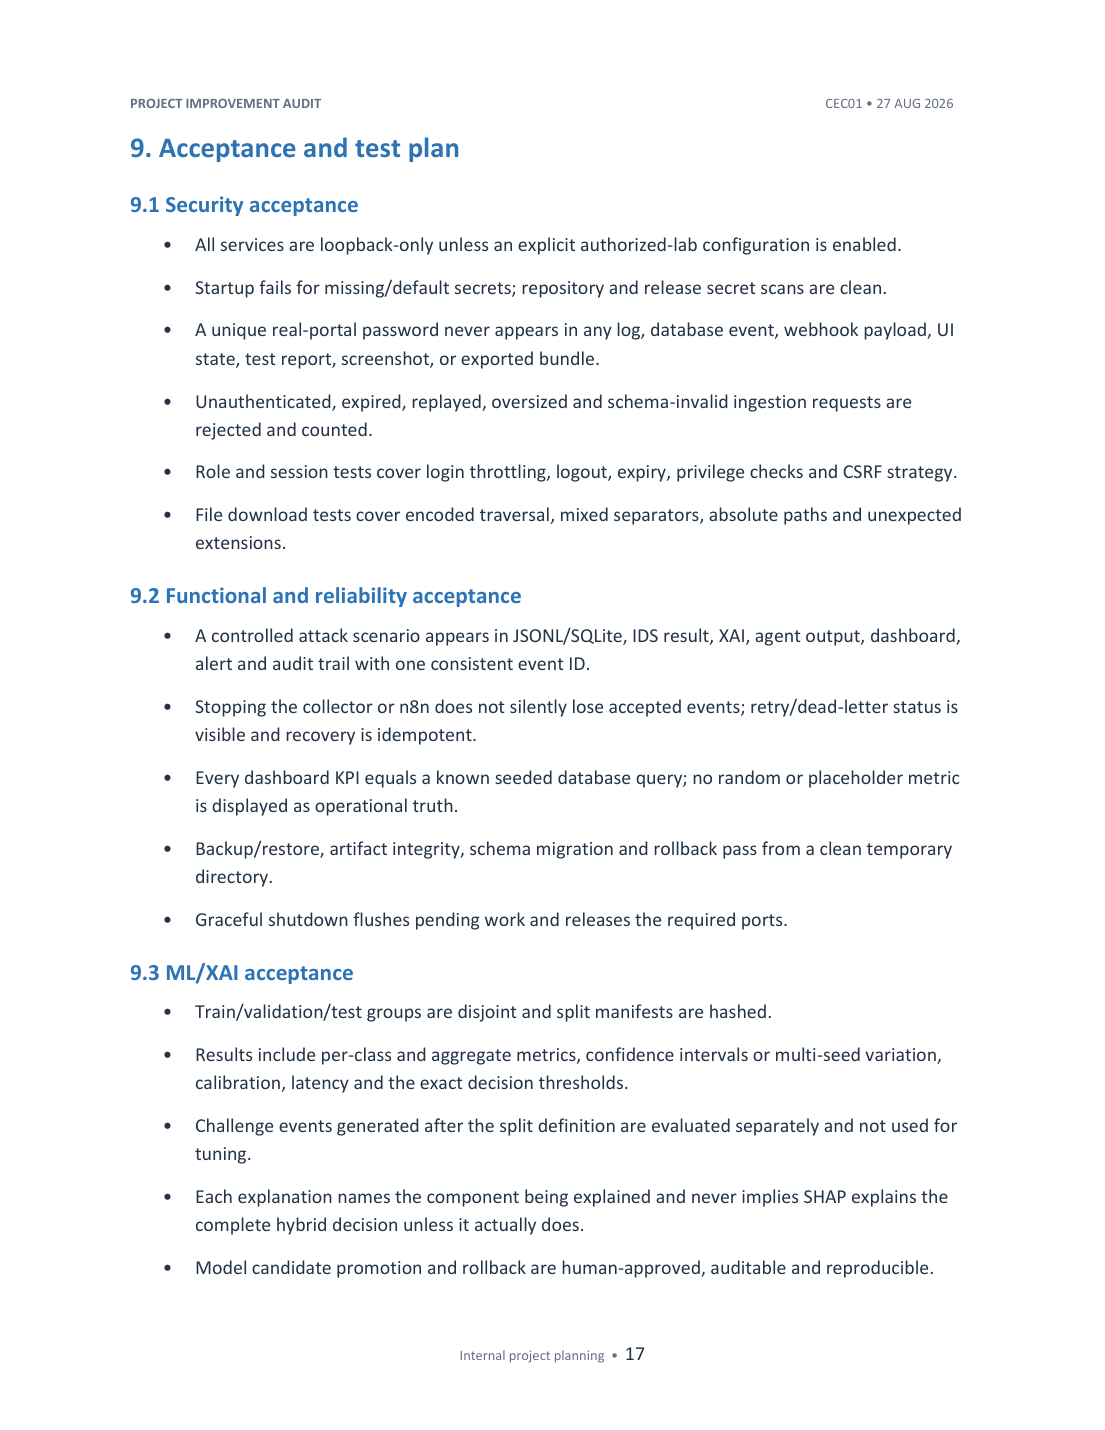 PROJECT IMPROVEMENT AUDIT
CEC01 • 27 AUG 2026
9. Acceptance and test plan
9.1 Security acceptance
• All services are loopback-only unless an explicit authorized-lab configuration is enabled.
• Startup fails for missing/default secrets; repository and release secret scans are clean.
• A unique real-portal password never appears in any log, database event, webhook payload, UI
state, test report, screenshot, or exported bundle.
• Unauthenticated, expired, replayed, oversized and schema-invalid ingestion requests are
rejected and counted.
• Role and session tests cover login throttling, logout, expiry, privilege checks and CSRF strategy.
• File download tests cover encoded traversal, mixed separators, absolute paths and unexpected
extensions.
9.2 Functional and reliability acceptance
• A controlled attack scenario appears in JSONL/SQLite, IDS result, XAI, agent output, dashboard,
alert and audit trail with one consistent event ID.
• Stopping the collector or n8n does not silently lose accepted events; retry/dead-letter status is
visible and recovery is idempotent.
• Every dashboard KPI equals a known seeded database query; no random or placeholder metric
is displayed as operational truth.
• Backup/restore, artifact integrity, schema migration and rollback pass from a clean temporary
directory.
• Graceful shutdown flushes pending work and releases the required ports.
9.3 ML/XAI acceptance
• Train/validation/test groups are disjoint and split manifests are hashed.
• Results include per-class and aggregate metrics, confidence intervals or multi-seed variation,
calibration, latency and the exact decision thresholds.
• Challenge events generated after the split definition are evaluated separately and not used for
tuning.
• Each explanation names the component being explained and never implies SHAP explains the
complete hybrid decision unless it actually does.
• Model candidate promotion and rollback are human-approved, auditable and reproducible.
Internal project planning • 17